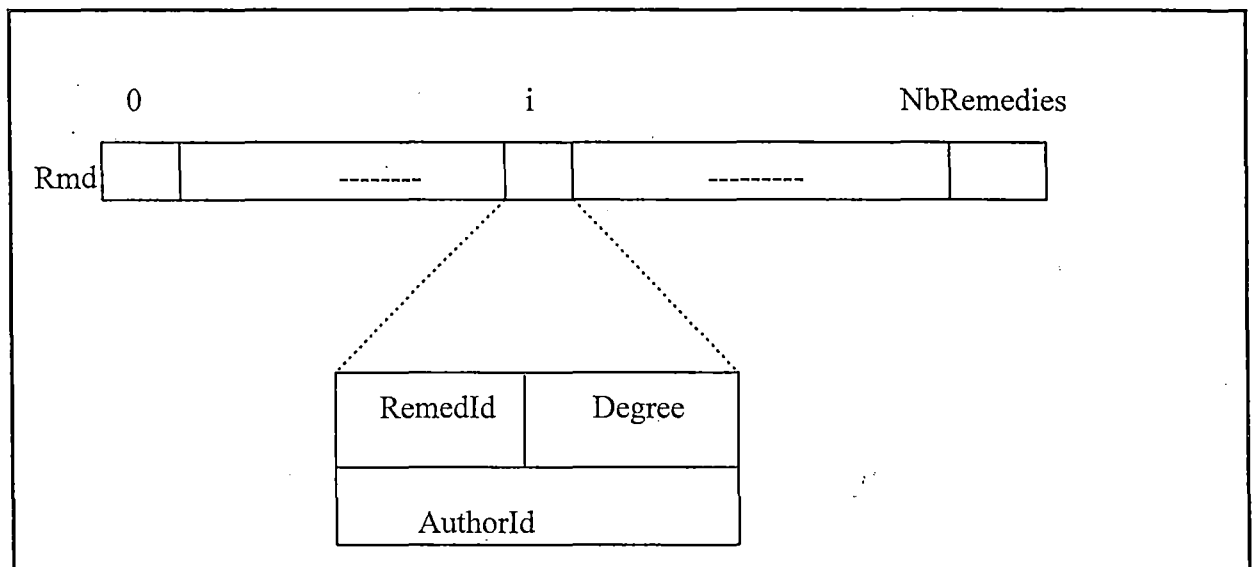 0 i NbRemedies
Rmd -------- ---------
RemedId Degree
AuthorId